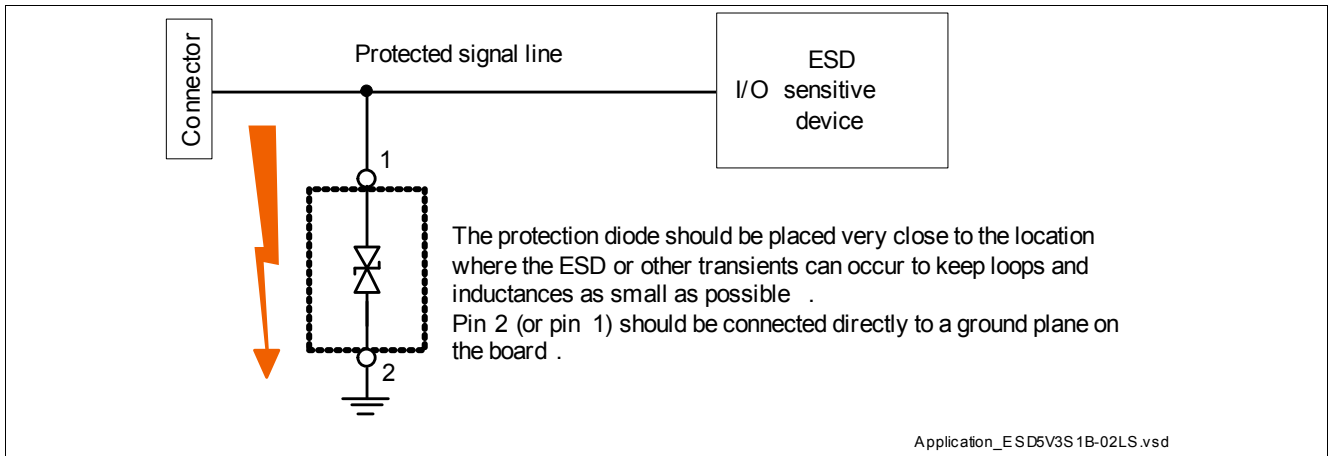 Connector
Protected signal line
ESD
I/O sensitive
device
1
The protection diode should be placed very close to the location
where the ESD or other transients can occur to keep loops and
inductances as small as possible .
Pin 2 (or pin 1) should be connected directly to a ground plane on
the board .
2
Application_ESD5V3S1B-02LS.vsd